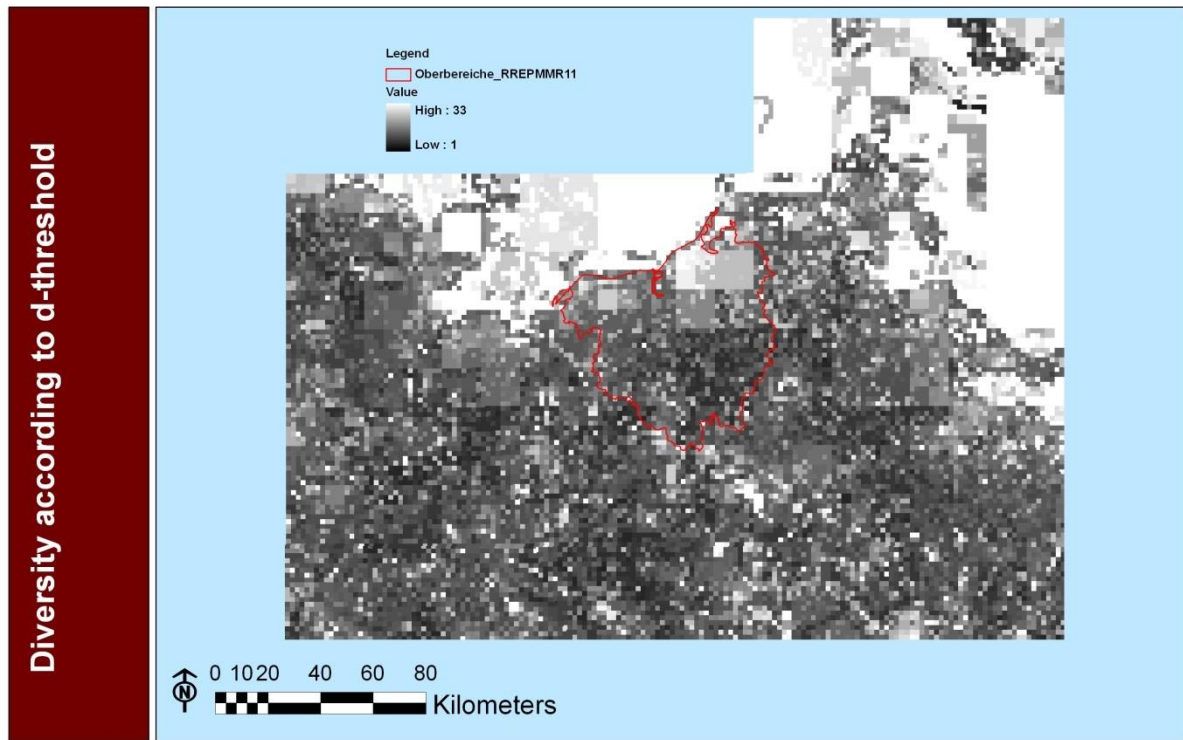 Diversity according to d-threshold
Legend
Oberbereiche_RREPMMR11
Value
High : 33
Low : 1
N
0 10 20 40 60 80
Kilometers